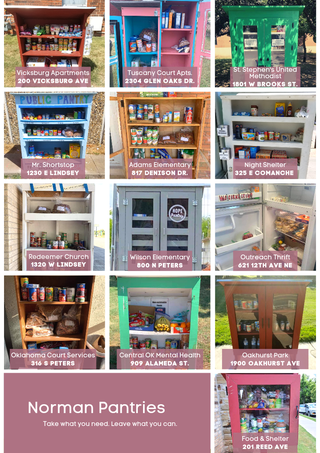 Vicksburg Apartments
200 VICKSBURG AVE
Tuscany Court Apts.
2304 GLEN OAKS DR.
St. Stephen's United
Methodist
1801 W BROOKS ST.
PUBLIC PANTRY
Mr. Shortstop
1230 E LINDSEY
Adams Elementary
817 DENISON DR.
Night Shelter
325 E COMANCHE
Redeemer Church
1320 W LINDSEY
HOPE
Wilson Elementary
800 N PETERS
Outreach Thrift
621 12TH AVE NE
Oklahoma Court Services
316 S PETERS
Central OK Mental Health
909 ALAMEDA ST.
Oakhurst Park
1900 OAKHURST AVE
Norman Pantries
Take what you need. Leave what you can.
Food & Shelter
201 REED AVE